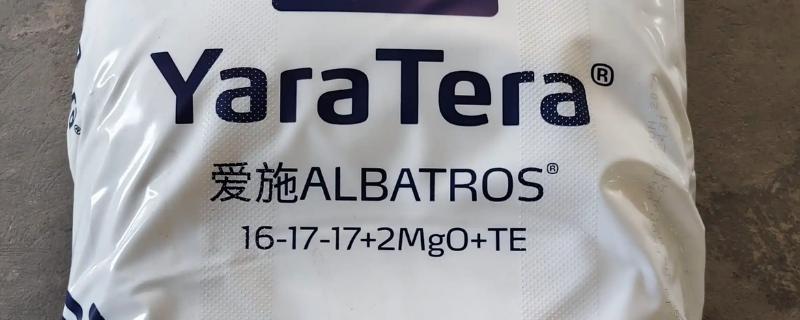 YaraTera®
爱施ALBATROS®
16-17-17+2MgO+TE